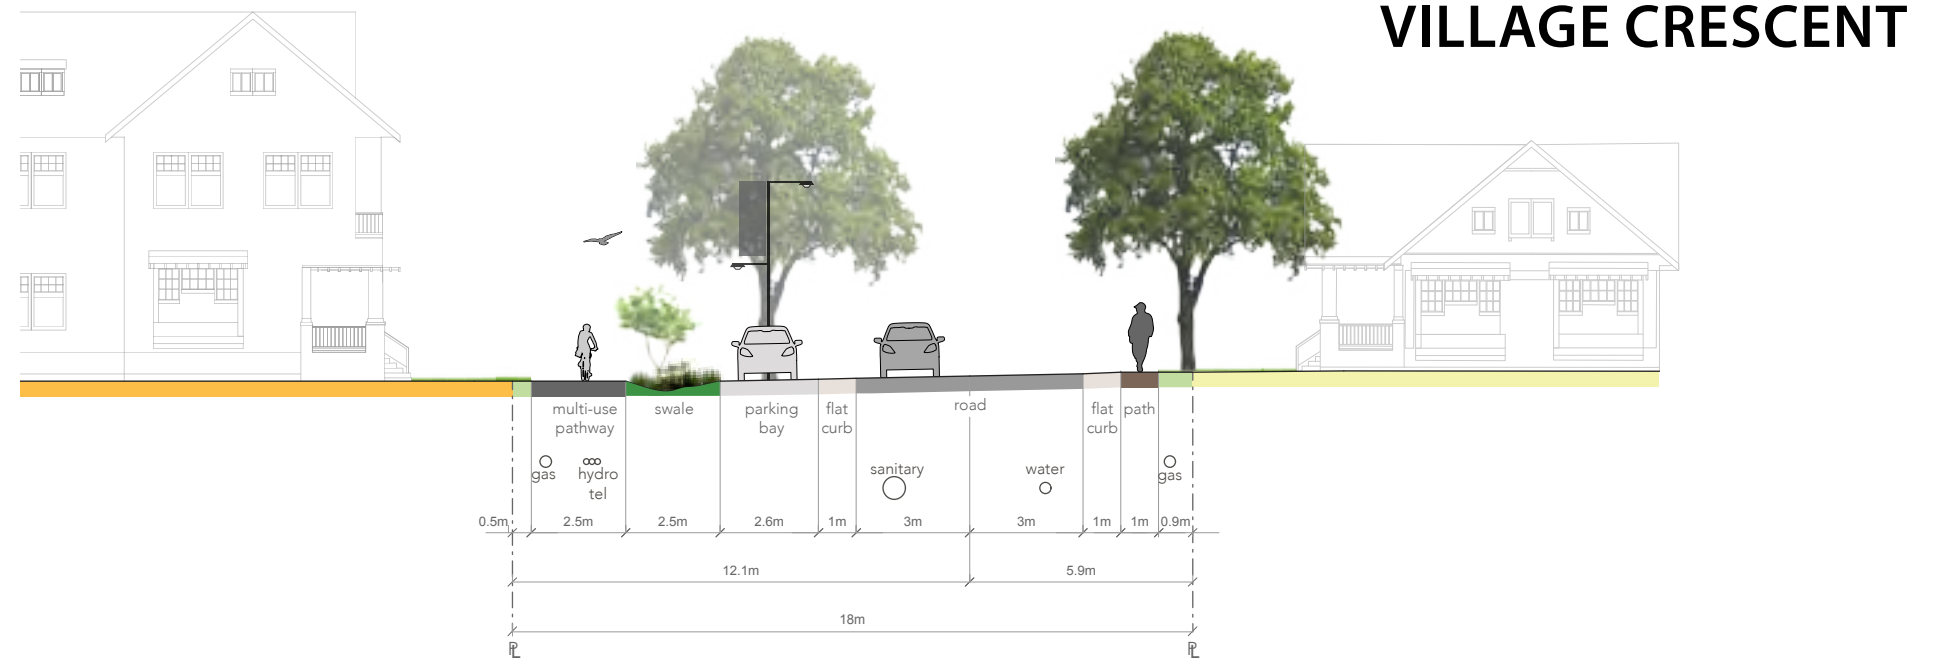 VILLAGE CRESCENT
multi-use
pathway
swale
parking
bay
flat
curb
road
flat
curb
path
gas
hydro
tel
sanitary
water
gas
0.5m
2.5m
2.5m
2.6m
1m
3m
3m
1m
1m
0.9m
12.1m
5.9m
18m
PL
PL